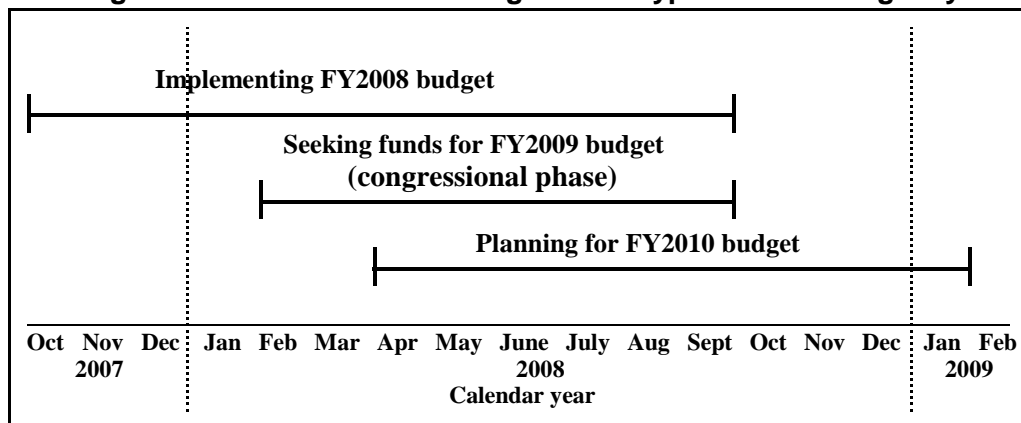 Implementing FY2008 budget
Seeking funds for FY2009 budget
(congressional phase)
Planning for FY2010 budget
Oct Nov Dec Jan Feb Mar Apr May June July Aug Sept Oct Nov Dec Jan Feb
2007 2008 2009
Calendar year